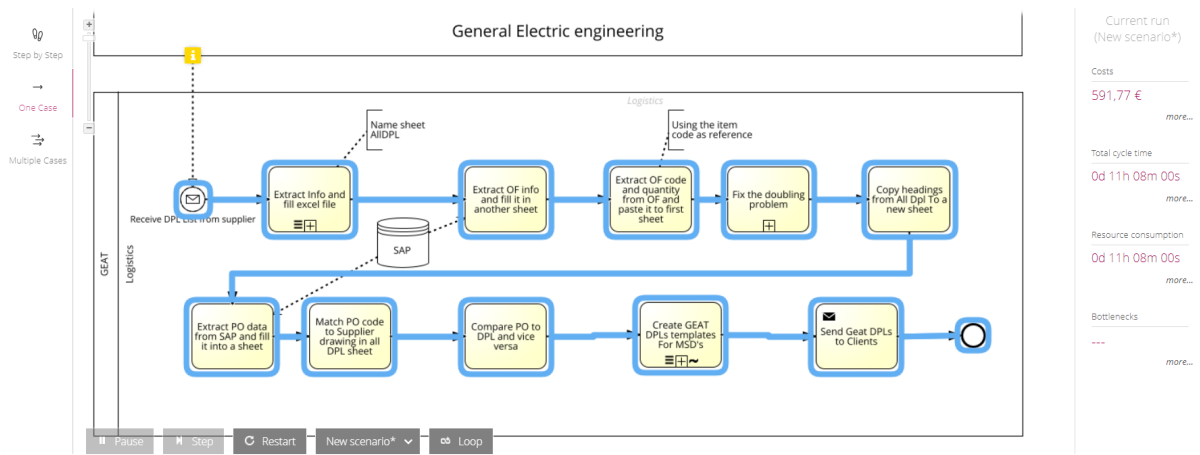 General Electric engineering
Current run
(New scenario*)
Step by Step
One Case
Multiple Cases
Costs
591,77 €
more...
Total cycle time
0d 11h 08m 00s
more...
Resource consumption
0d 11h 08m 00s
more...
Bottlenecks
---
more...
Logistics
GEAT
Logistics
Name sheet
AllDPL
Using the item
code as reference
Receive DPL List from supplier
Extract Info and
fill excel file
Extract OF info
and fill it in
another sheet
Extract OF code
and quantity
from OF and
paste it to first
sheet
Fix the doubling
problem
Copy headings
from All Dpl To a
new sheet
SAP
Extract PO data
from SAP and fill
it into a sheet
Match PO code
to Supplier
drawing in all
DPL sheet
Compare PO to
DPL and vice
versa
Create GEAT
DPLs templates
For MSD's
Send Geat DPLs
to Clients
Pause
Step
Restart
New scenario*
Loop